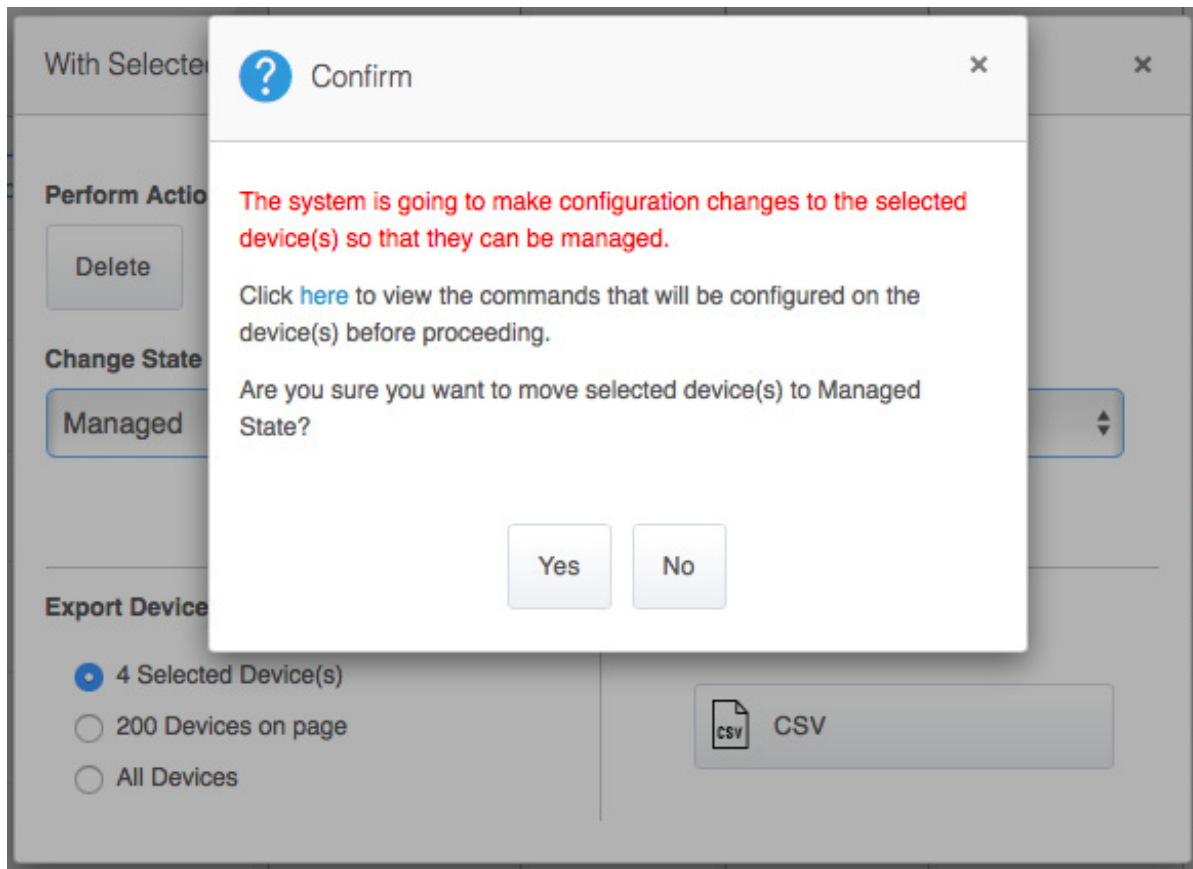 With Selecte
Confirm
Perform Actio
The system is going to make configuration changes to the selected
device(s) so that they can be managed.
Delete
Click here to view the commands that will be configured on the
device(s) before proceeding.
Change State
Are you sure you want to move selected device(s) to Managed
State?
Managed
Yes
No
Export Device
4 Selected Device(s)
200 Devices on page
All Devices
CSV
CSV